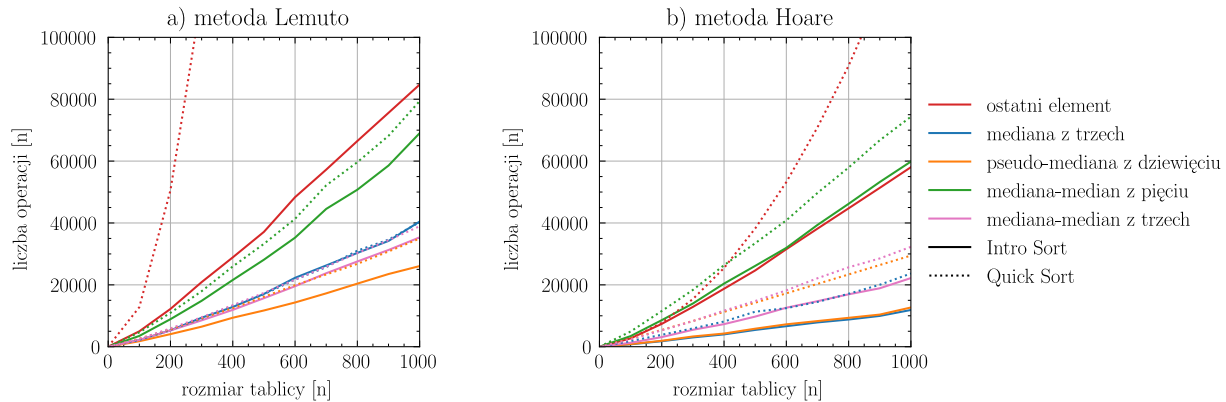 a) metoda Lemuto
100000
80000
60000
40000
20000
0
liczba operacji [n]
0 200 400 600 800 1000
rozmiar tablicy [n]
b) metoda Hoare
100000
80000
60000
40000
20000
0
liczba operacji [n]
0 200 400 600 800 1000
rozmiar tablicy [n]
ostatni element
mediana z trzech
pseudo-mediana z dziewięciu
mediana-median z pięciu
mediana-median z trzech
Intro Sort
Quick Sort